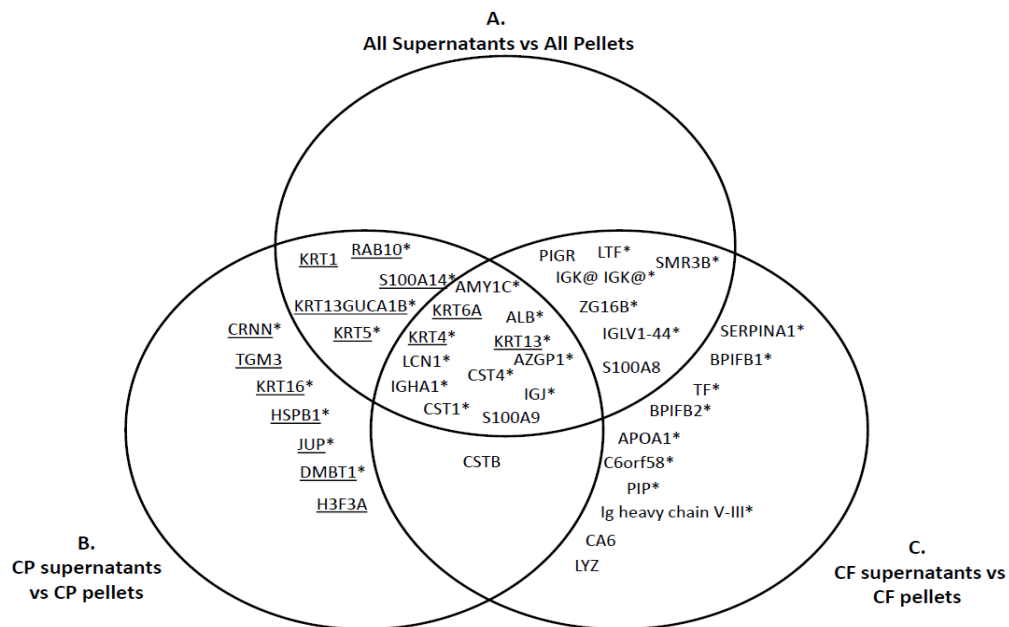 A.
All Supernatants vs All Pellets
KRT1
RAB10*
S100A14*
KRT13GUCA1B*
KRT5*
PIGR
LTF*
SMR3B*
IGK@ IGK@*
ZG16B*
IGLV1-44*
S100A8
AMY1C*
KRT6A
ALB*
KRT4*
KRT13*
LCN1*
AZGP1*
CST4*
IGHA1*
IGJ*
CST1*
S100A9
CRNN*
TGM3
KRT16*
HSPB1*
JUP*
DMBT1*
H3F3A
CSTB
SERPINA1*
BPIFB1*
TF*
BPIFB2*
APOA1*
C6orf58*
PIP*
Ig heavy chain V-III*
CA6
LYZ
B.
CP supernatants
vs CP pellets
C.
CF supernatants vs
CF pellets